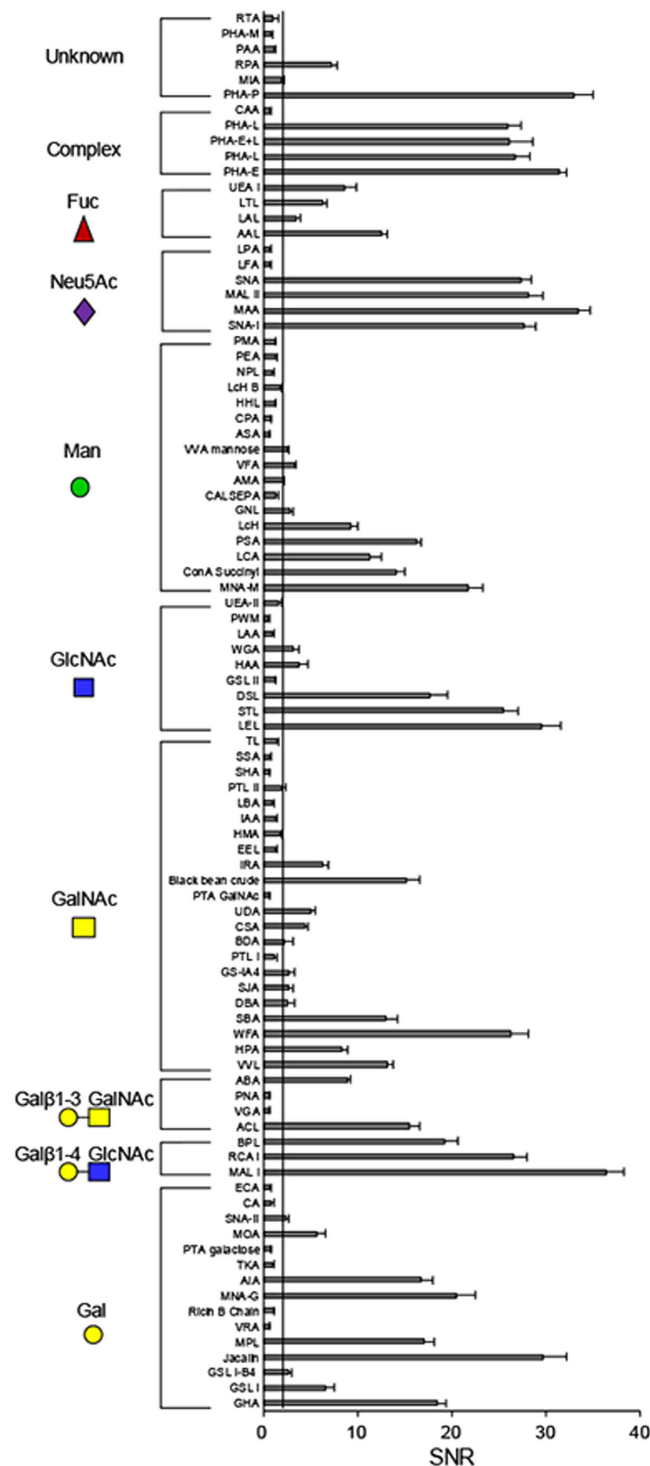 Unknown
RTA
PHA-M
PAA
RPA
MIA
PHA-P
Complex
CAA
PHA-L
PHA-E+L
PHA-L
PHA-E
Fuc
UEA I
LTL
LAL
AAL
Neu5Ac
LPA
LFA
SNA
MAL II
MAA
SNA-I
Man
PMA
PEA
NPL
LcH B
HHL
CPA
ASA
VVA mannose
VFA
AMA
CALSEPA
GNL
LcH
PSA
LCA
ConA Succinyl
MNA-M
GlcNAc
UEA-II
PWM
LAA
WGA
HAA
GSL II
DSL
STL
LEL
GalNAc
TL
SSA
SHA
PTL II
LBA
IAA
HMA
EEL
IRA
Black bean crude
PTA GalNAc
UDA
CSA
BDA
PTL I
GS-IA4
SJA
DBA
SBA
WFA
HPA
VVL
Galβ1-3 GalNAc
ABA
PNA
VGA
ACL
Galβ1-4 GlcNAc
BPL
RCA I
MAL I
Gal
ECA
CA
SNA-II
MOA
PTA galactose
TKA
AIA
MNA-G
Ricin B Chain
VRA
MPL
Jacalin
GSL I-B4
GSL I
GHA
0 10 20 30 40
SNR